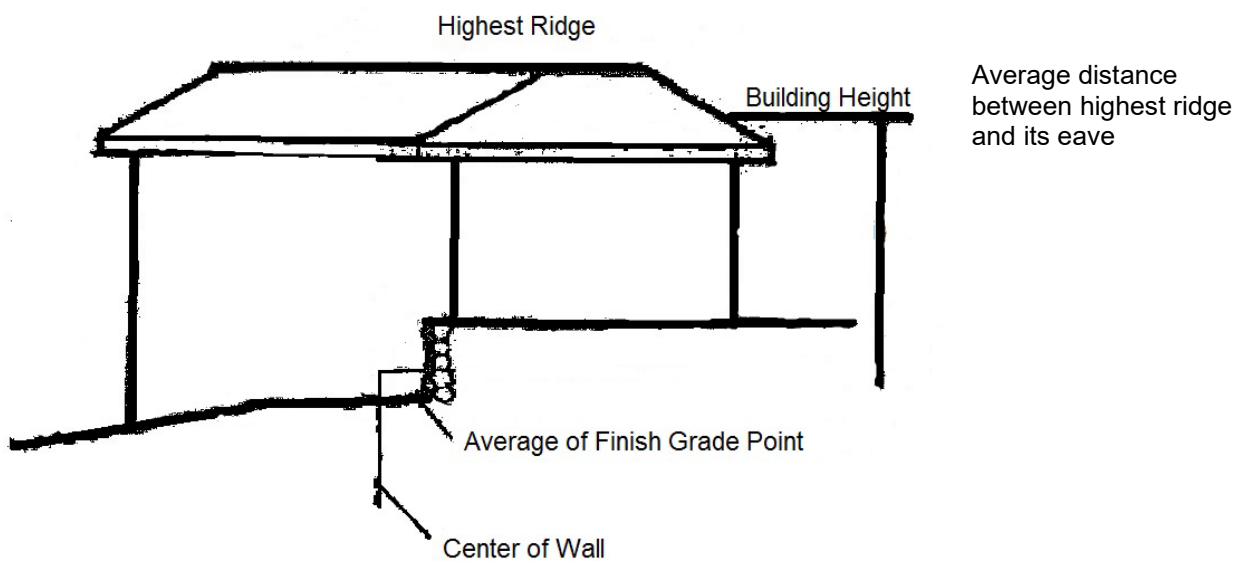 Highest Ridge
Building Height
Average distance
between highest ridge
and its eave
Average of Finish Grade Point
Center of Wall